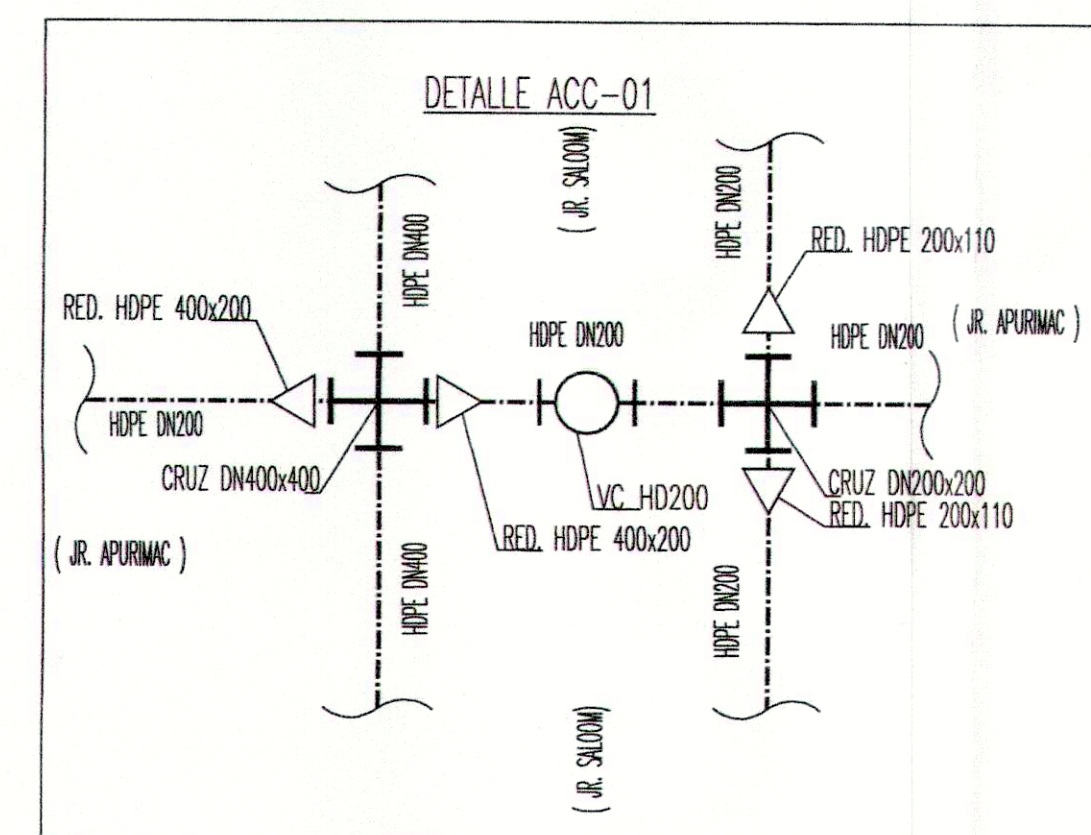 DETALLE ACC-01
( JR. SALOOM)
HDPE DN400
HDPE DN200
RED. HDPE 200x110
RED. HDPE 400x200
HDPE DN200
HDPE DN200
( JR. APURIMAC )
HDPE DN200
CRUZ DN400x400
VC_HD200
CRUZ DN200x200
RED. HDPE 200x110
RED. HDPE 400x200
( JR. APURIMAC )
HDPE DN400
HDPE DN200
( JR. SALOOM)